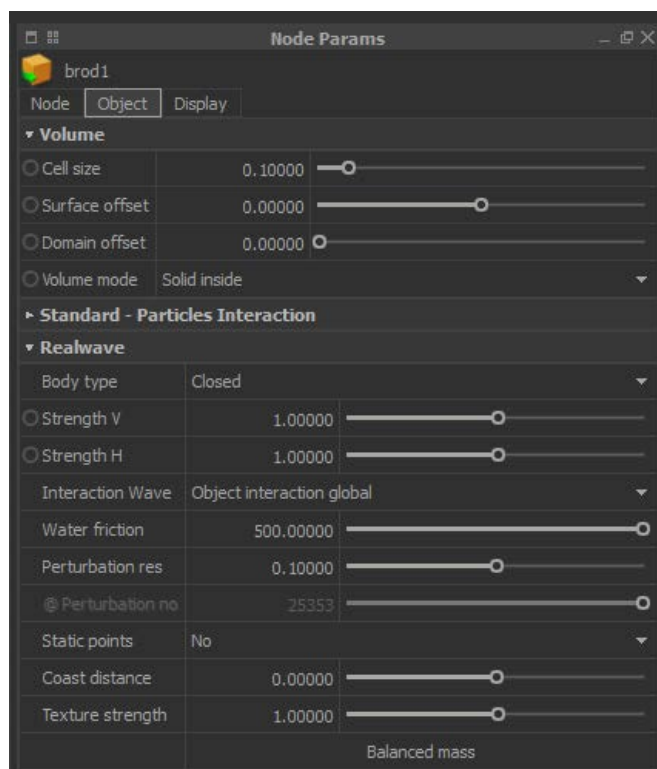 Node Params
brod1
Node Object Display
Volume
Cell size 0.10000
Surface offset 0.00000
Domain offset 0.00000
Volume mode Solid inside
Standard - Particles Interaction
Realwave
Body type Closed
Strength V 1.00000
Strength H 1.00000
Interaction Wave Object interaction global
Water friction 500.00000
Perturbation res 0.10000
@ Perturbation no 25353
Static points No
Coast distance 0.00000
Texture strength 1.00000
Balanced mass